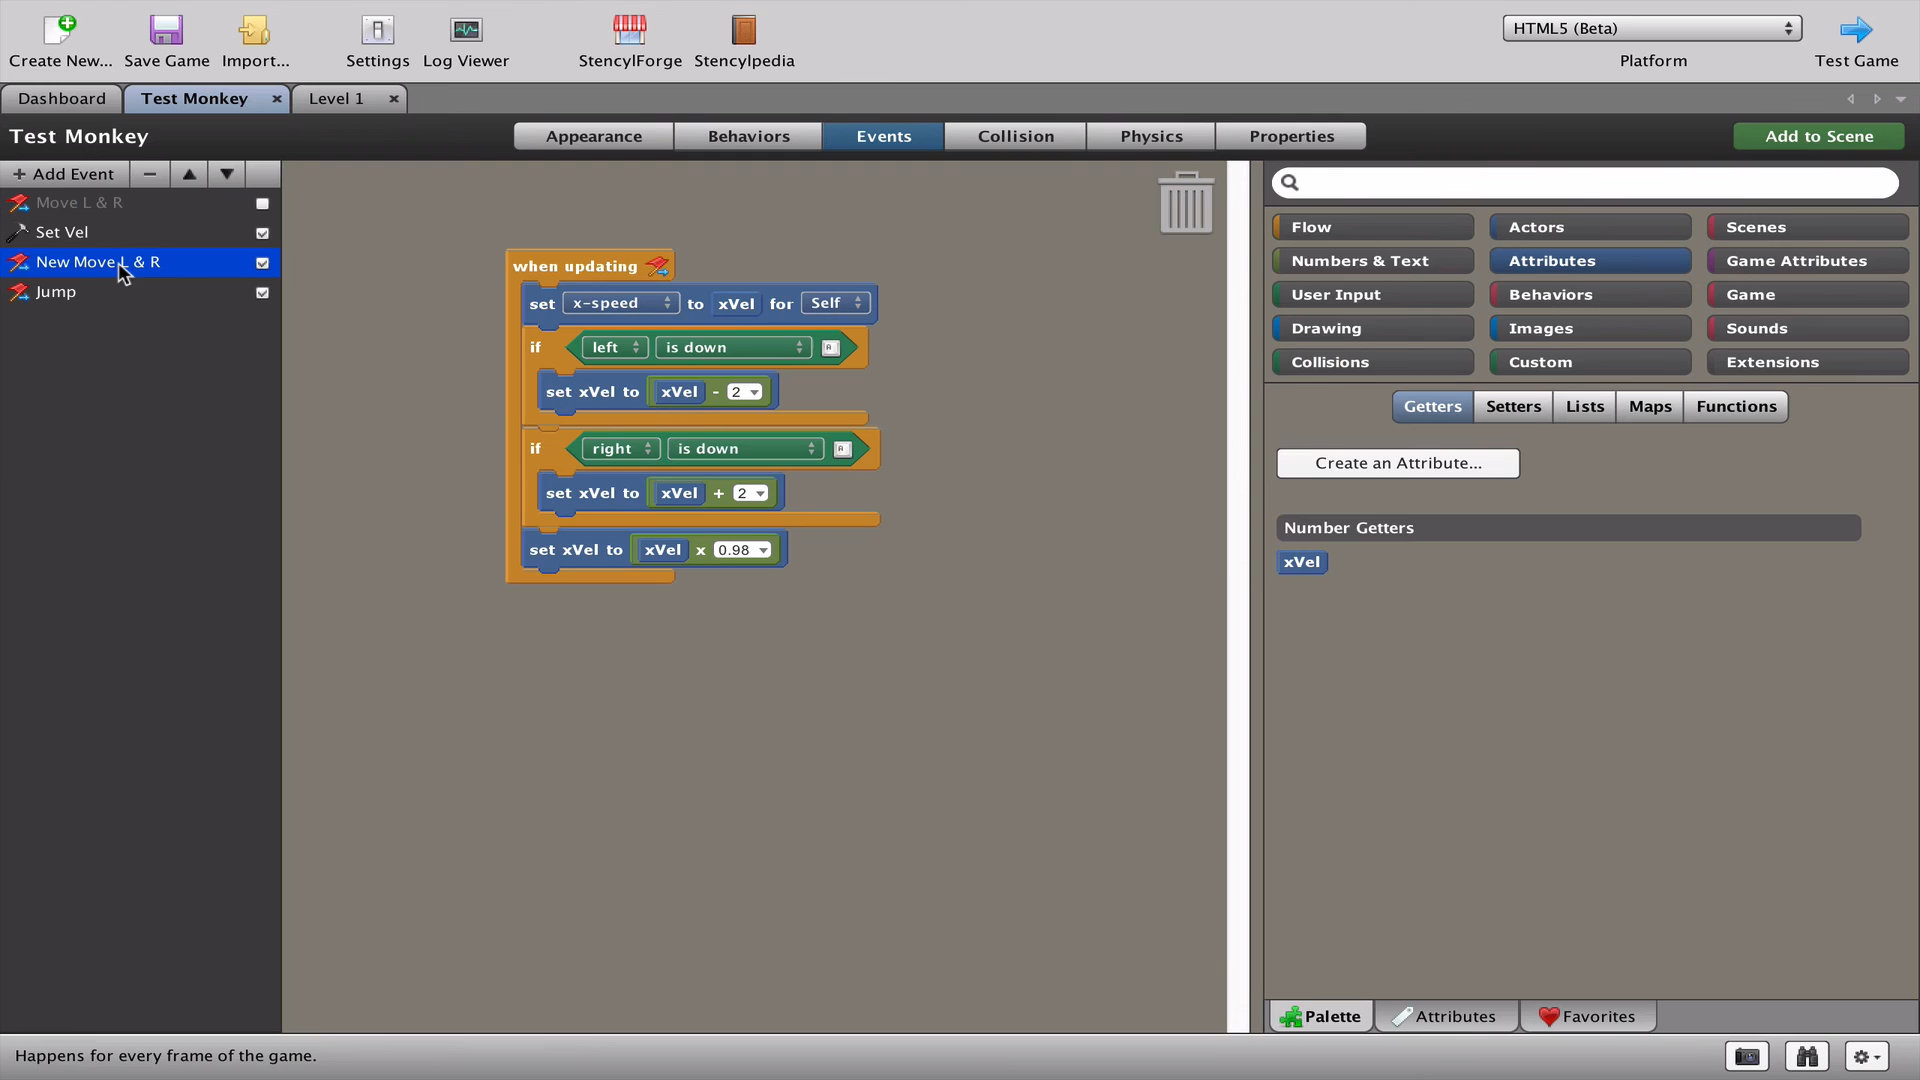 Create New...
Save Game
Import...
Settings
Log Viewer
StencylForge
Stencylpedia
HTML5 (Beta)
Platform
Test Game
Dashboard
Test Monkey
Level 1
Test Monkey
Appearance
Behaviors
Events
Collision
Physics
Properties
Add to Scene
+ Add Event
Move L & R
Set Vel
New Move L & R
Jump
when updating
set x-speed to xVel for Self
if left is down
set xVel to xVel - 2
if right is down
set xVel to xVel + 2
set xVel to xVel x 0.98
Flow
Actors
Scenes
Numbers & Text
Attributes
Game Attributes
User Input
Behaviors
Game
Drawing
Images
Sounds
Collisions
Custom
Extensions
Getters
Setters
Lists
Maps
Functions
Create an Attribute...
Number Getters
xVel
Palette
Attributes
Favorites
Happens for every frame of the game.